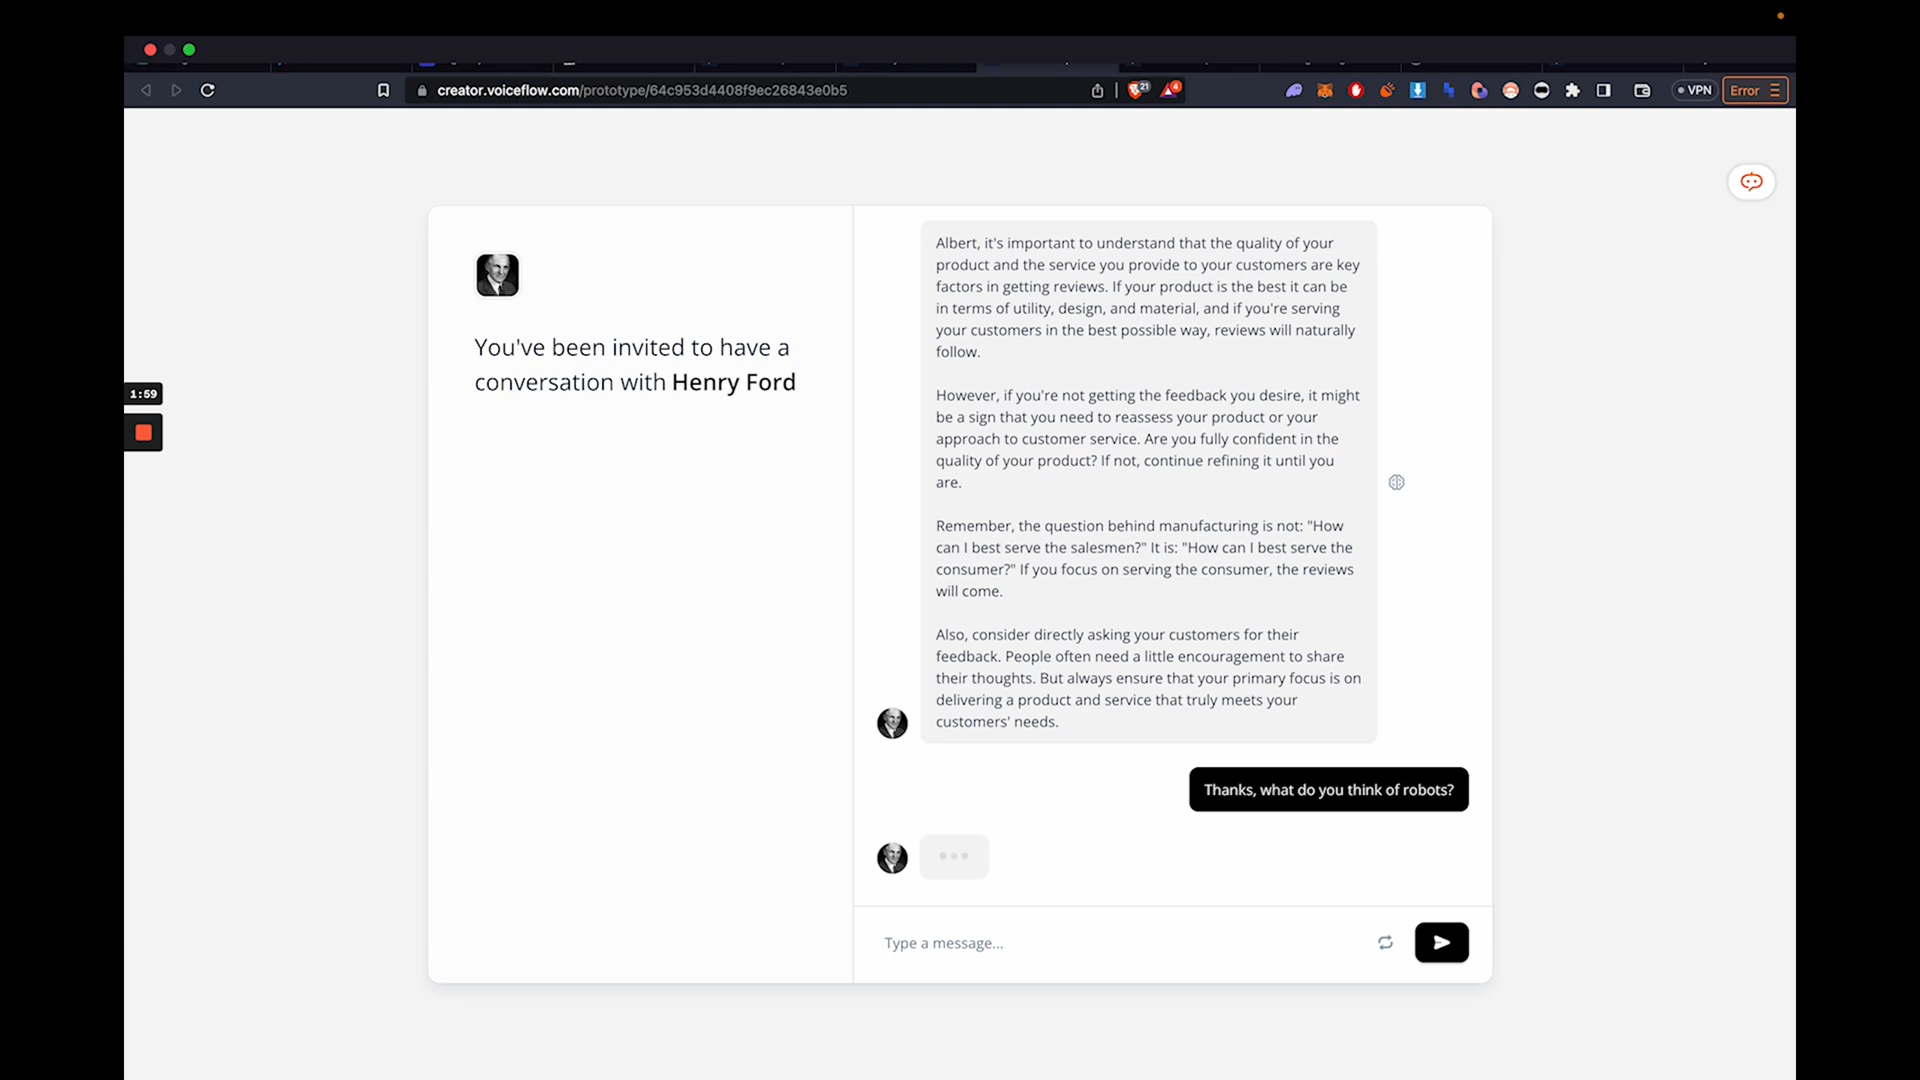 creator.voiceflow.com/prototype/64c953d4408f9ec26843e0b5
21
4
VPN
Error
1:59
You've been invited to have a
conversation with Henry Ford
Albert, it's important to understand that the quality of your
product and the service you provide to your customers are key
factors in getting reviews. If your product is the best it can be
in terms of utility, design, and material, and if you're serving
your customers in the best possible way, reviews will naturally
follow.
However, if you're not getting the feedback you desire, it might
be a sign that you need to reassess your product or your
approach to customer service. Are you fully confident in the
quality of your product? If not, continue refining it until you
are.
Remember, the question behind manufacturing is not: "How
can I best serve the salesmen?" It is: "How can I best serve the
consumer?" If you focus on serving the consumer, the reviews
will come.
Also, consider directly asking your customers for their
feedback. People often need a little encouragement to share
their thoughts. But always ensure that your primary focus is on
delivering a product and service that truly meets your
customers' needs.
Thanks, what do you think of robots?
Type a message...